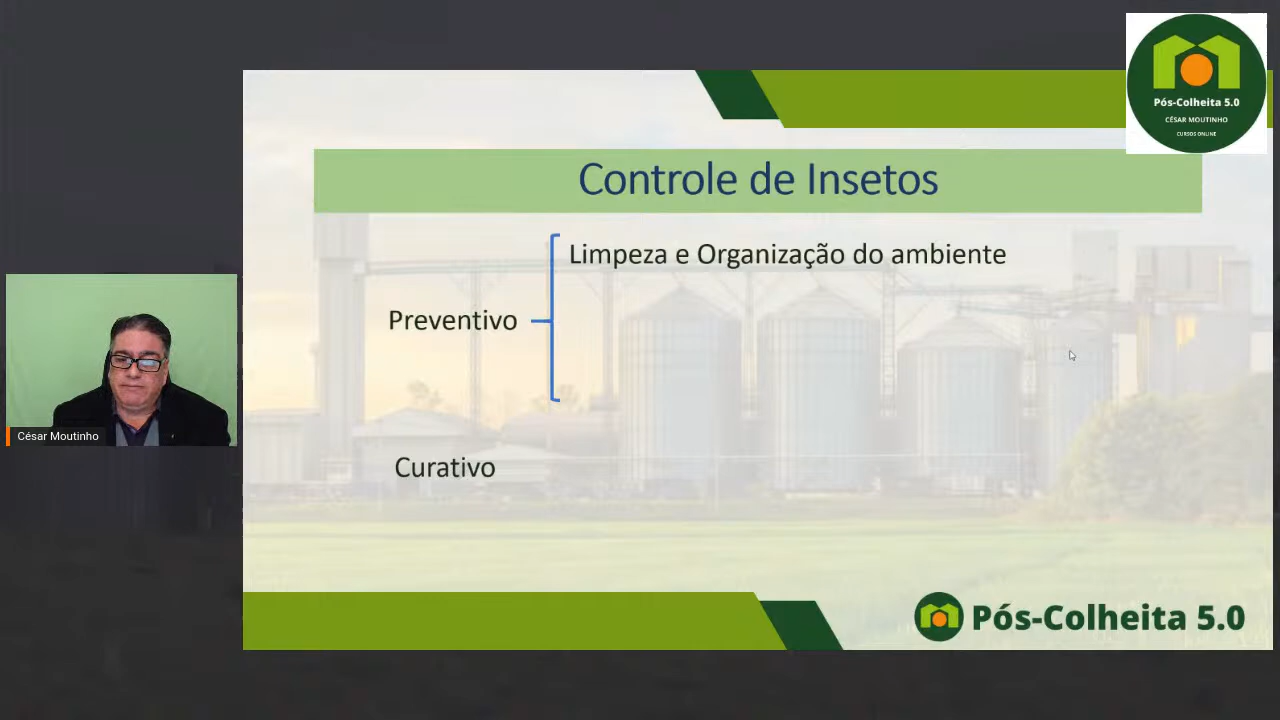 Pós-Colheita 5.0
CÉSAR MOUTINHO
CURSOS ONLINE
Controle de Insetos
Limpeza e Organização do ambiente
Preventivo
Curativo
César Moutinho
Pós-Colheita 5.0